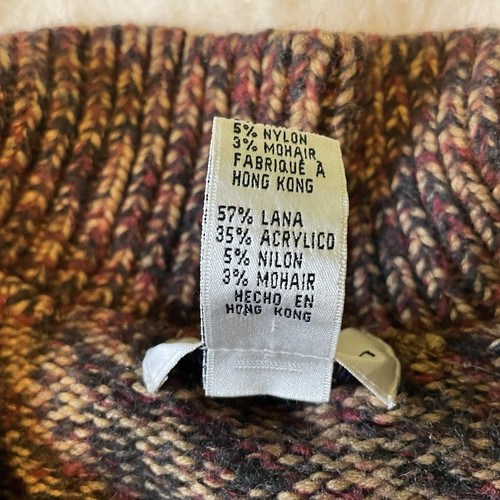 5% NYLON
3% MOHAIR
FABRIQUÉ À
HONG KONG
57% LANA
35% ACRYLICO
5% NILON
3% MOHAIR
HECHO EN
HONG KONG